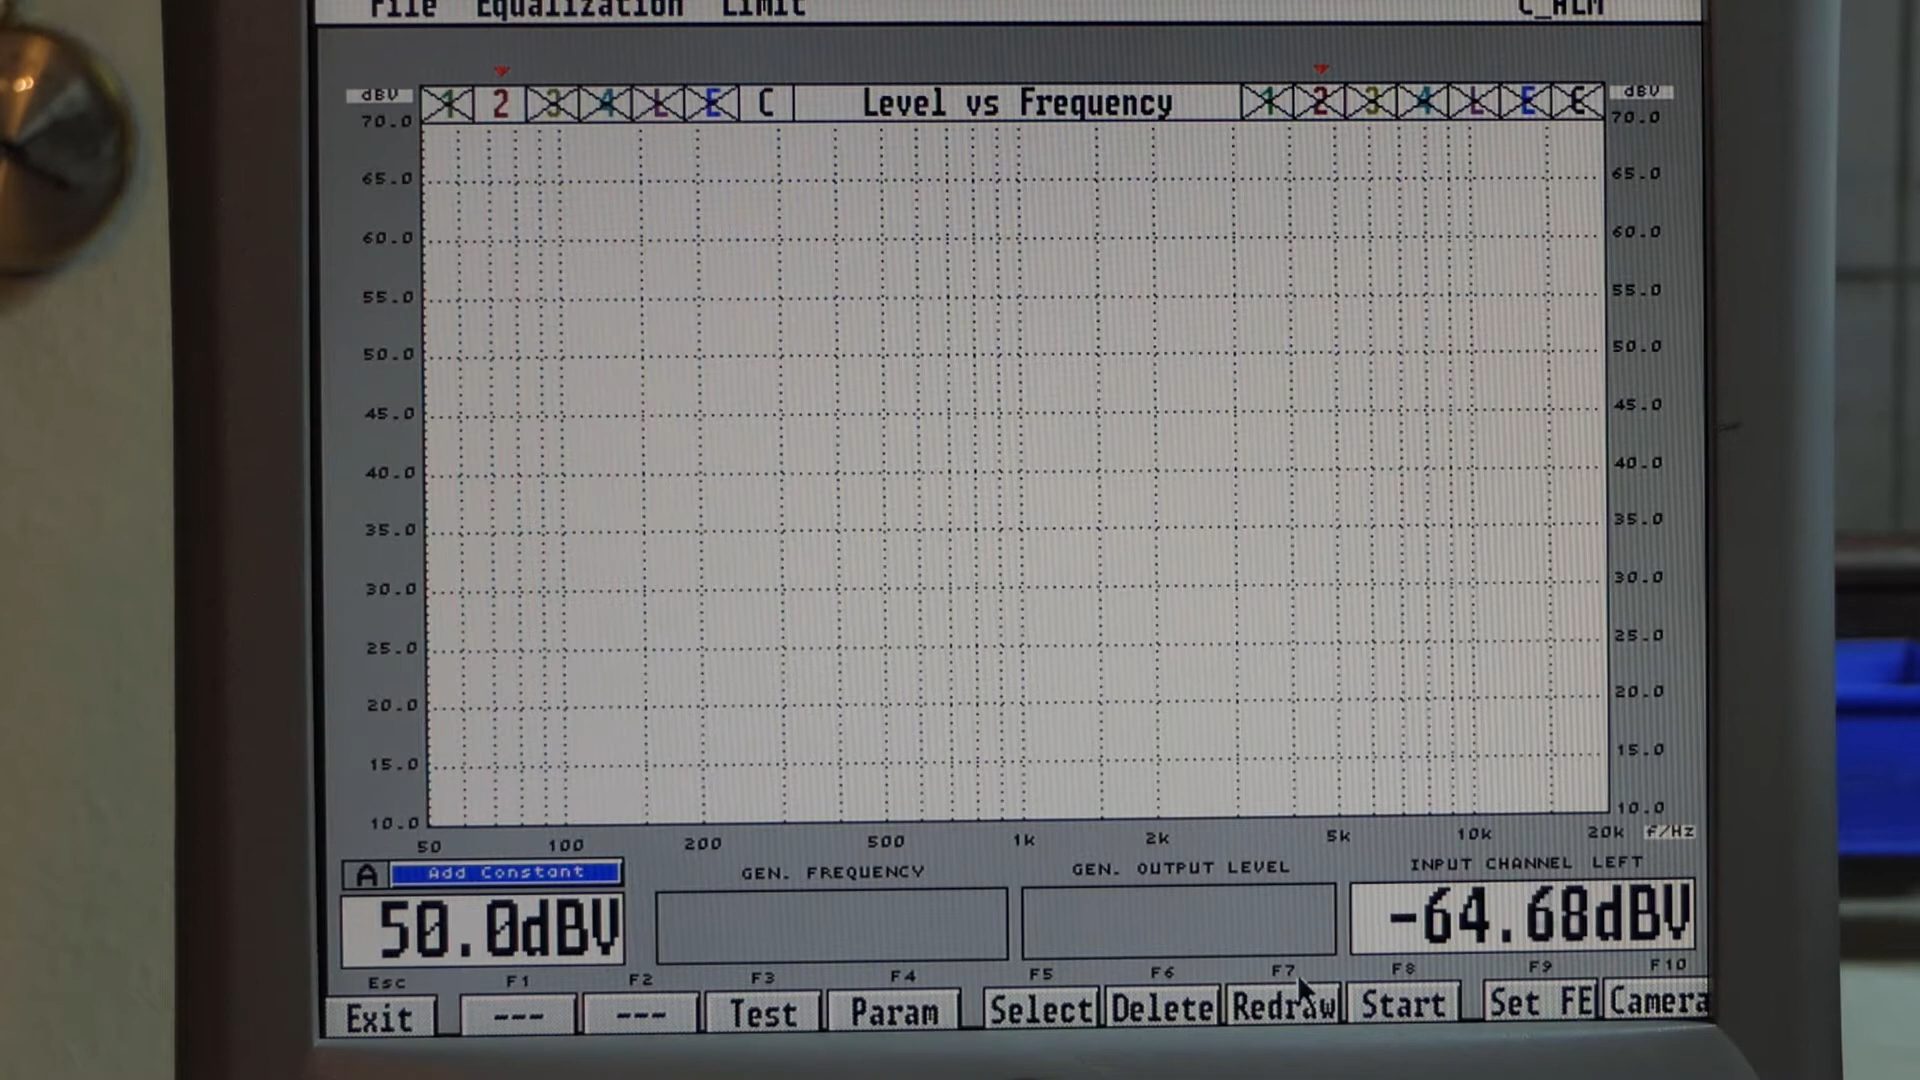 File Equalization Limit C_ALM
dBV 1 2 3 4 L E C Level vs Frequency 1 2 3 4 L E C dBV
70.0 70.0
65.0 65.0
60.0 60.0
55.0 55.0
50.0 50.0
45.0 45.0
40.0 40.0
35.0 35.0
30.0 30.0
25.0 25.0
20.0 20.0
15.0 15.0
10.0 10.0
50 100 200 500 1k 2k 5k 10k 20k f/Hz
A Add Constant GEN. FREQUENCY GEN. OUTPUT LEVEL INPUT CHANNEL LEFT
50.0dBV -64.68dBV
Esc F1 F2 F3 F4 F5 F6 F7 F8 F9 F10
Exit --- --- Test Param Select Delete Redraw Start Set FE Camera